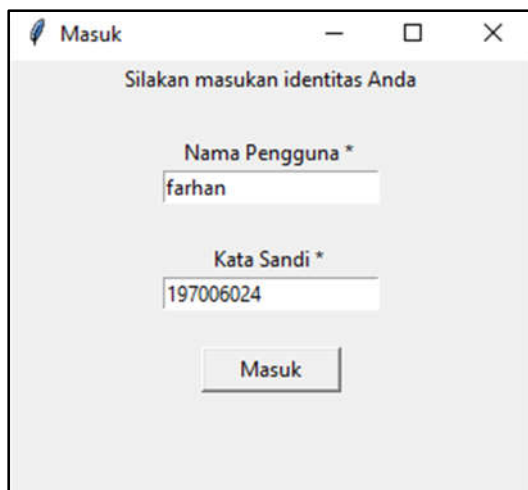 Masuk
Silakan masukan identitas Anda
Nama Pengguna *
farhan
Kata Sandi *
197006024
Masuk